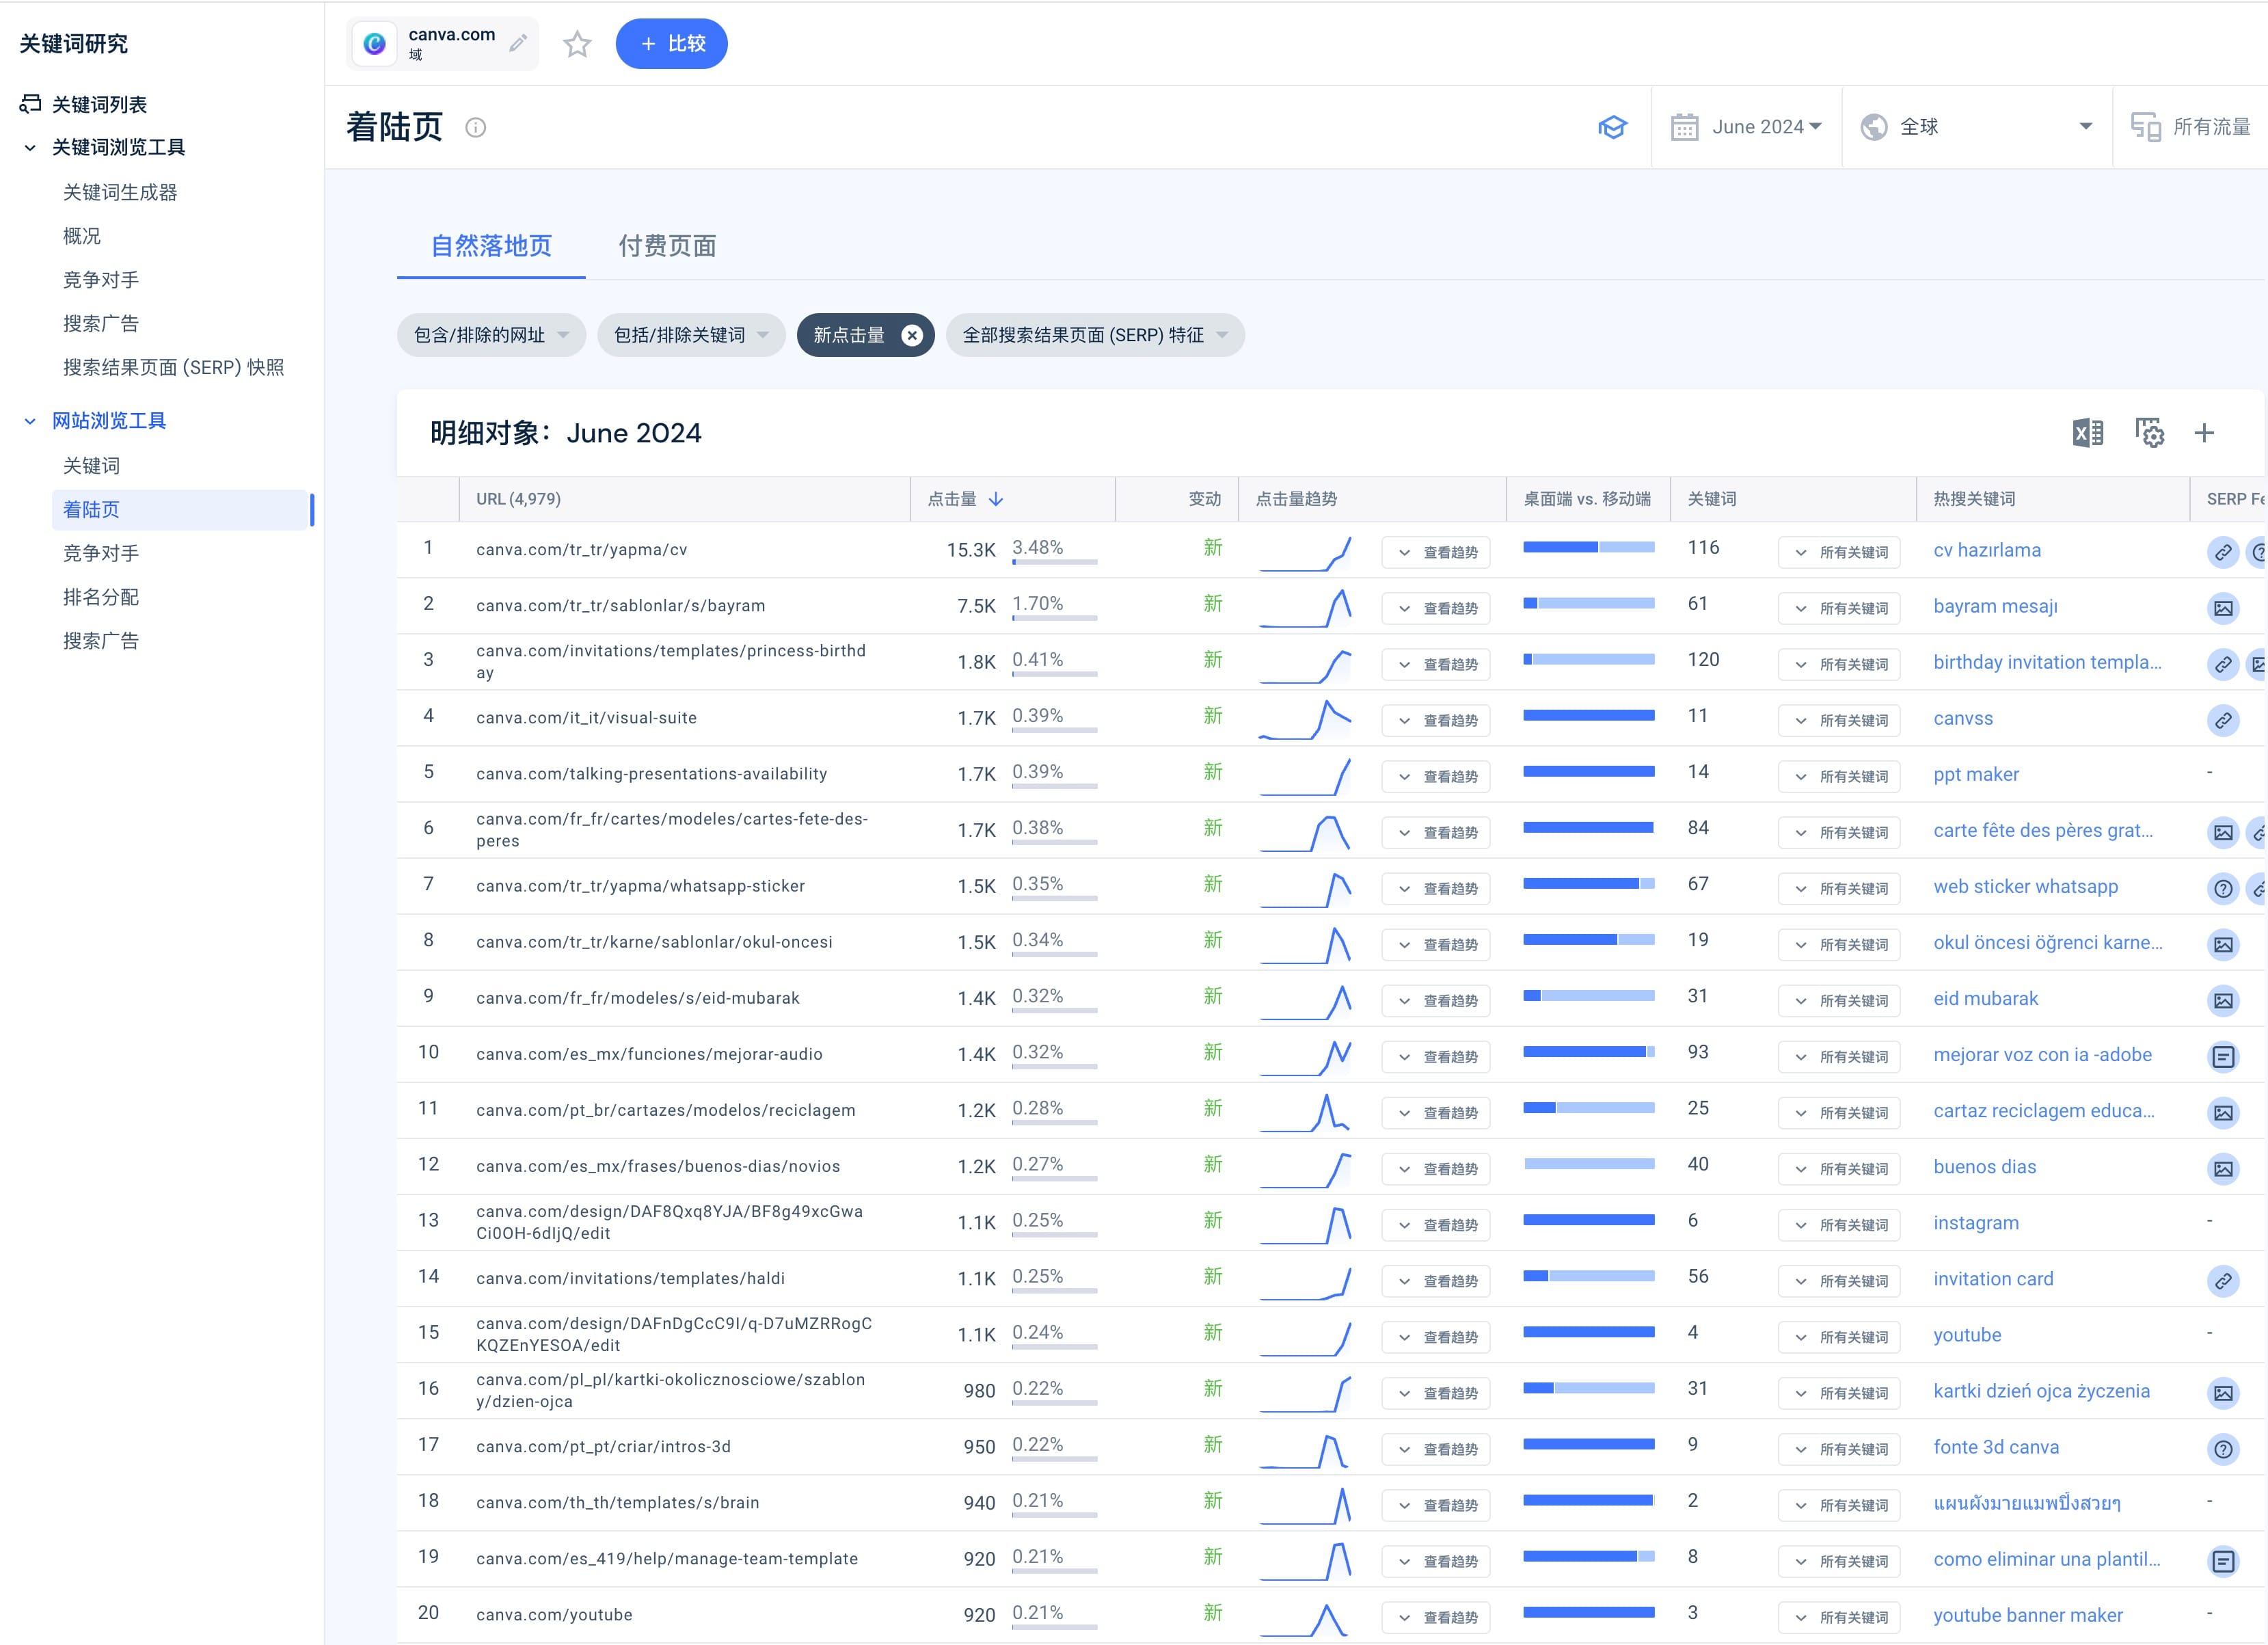 关键词研究
关键词列表
关键词浏览工具
关键词生成器
概况
竞争对手
搜索广告
搜索结果页面 (SERP) 快照
网站浏览工具
关键词
着陆页
竞争对手
排名分配
搜索广告
canva.com
域
+ 比较
着陆页
June 2024
全球
所有流量
自然落地页 付费页面
包含/排除的网址 包括/排除关键词 新点击量 全部搜索结果页面 (SERP) 特征
明细对象：June 2024
URL (4,979) 点击量 变动 点击量趋势 桌面端 vs. 移动端 关键词 热搜关键词 SERP Fe
1 canva.com/tr_tr/yapma/cv 15.3K 3.48% 新 查看趋势 116 所有关键词 cv hazırlama
2 canva.com/tr_tr/sablonlar/s/bayram 7.5K 1.70% 新 查看趋势 61 所有关键词 bayram mesajı
3 canva.com/invitations/templates/princess-birthd
ay 1.8K 0.41% 新 查看趋势 120 所有关键词 birthday invitation templa...
4 canva.com/it_it/visual-suite 1.7K 0.39% 新 查看趋势 11 所有关键词 canvss
5 canva.com/talking-presentations-availability 1.7K 0.39% 新 查看趋势 14 所有关键词 ppt maker -
6 canva.com/fr_fr/cartes/modeles/cartes-fete-des-
peres 1.7K 0.38% 新 查看趋势 84 所有关键词 carte fête des pères grat...
7 canva.com/tr_tr/yapma/whatsapp-sticker 1.5K 0.35% 新 查看趋势 67 所有关键词 web sticker whatsapp
8 canva.com/tr_tr/karne/sablonlar/okul-oncesi 1.5K 0.34% 新 查看趋势 19 所有关键词 okul öncesi öğrenci karne...
9 canva.com/fr_fr/modeles/s/eid-mubarak 1.4K 0.32% 新 查看趋势 31 所有关键词 eid mubarak
10 canva.com/es_mx/funciones/mejorar-audio 1.4K 0.32% 新 查看趋势 93 所有关键词 mejorar voz con ia -adobe
11 canva.com/pt_br/cartazes/modelos/reciclagem 1.2K 0.28% 新 查看趋势 25 所有关键词 cartaz reciclagem educa...
12 canva.com/es_mx/frases/buenos-dias/novios 1.2K 0.27% 新 查看趋势 40 所有关键词 buenos dias
13 canva.com/design/DAF8Qxq8YJA/BF8g49xcGwa
Ci0OH-6dIjQ/edit 1.1K 0.25% 新 查看趋势 6 所有关键词 instagram -
14 canva.com/invitations/templates/haldi 1.1K 0.25% 新 查看趋势 56 所有关键词 invitation card
15 canva.com/design/DAFnDgCcC9I/q-D7uMZRRogC
KQZEnYESOA/edit 1.1K 0.24% 新 查看趋势 4 所有关键词 youtube -
16 canva.com/pl_pl/kartki-okolicznosciowe/szablon
y/dzien-ojca 980 0.22% 新 查看趋势 31 所有关键词 kartki dzień ojca życzenia
17 canva.com/pt_pt/criar/intros-3d 950 0.22% 新 查看趋势 9 所有关键词 fonte 3d canva
18 canva.com/th_th/templates/s/brain 940 0.21% 新 查看趋势 2 所有关键词 แผนผังมายแมพปิ้งสวยๆ -
19 canva.com/es_419/help/manage-team-template 920 0.21% 新 查看趋势 8 所有关键词 como eliminar una plantil...
20 canva.com/youtube 920 0.21% 新 查看趋势 3 所有关键词 youtube banner maker -